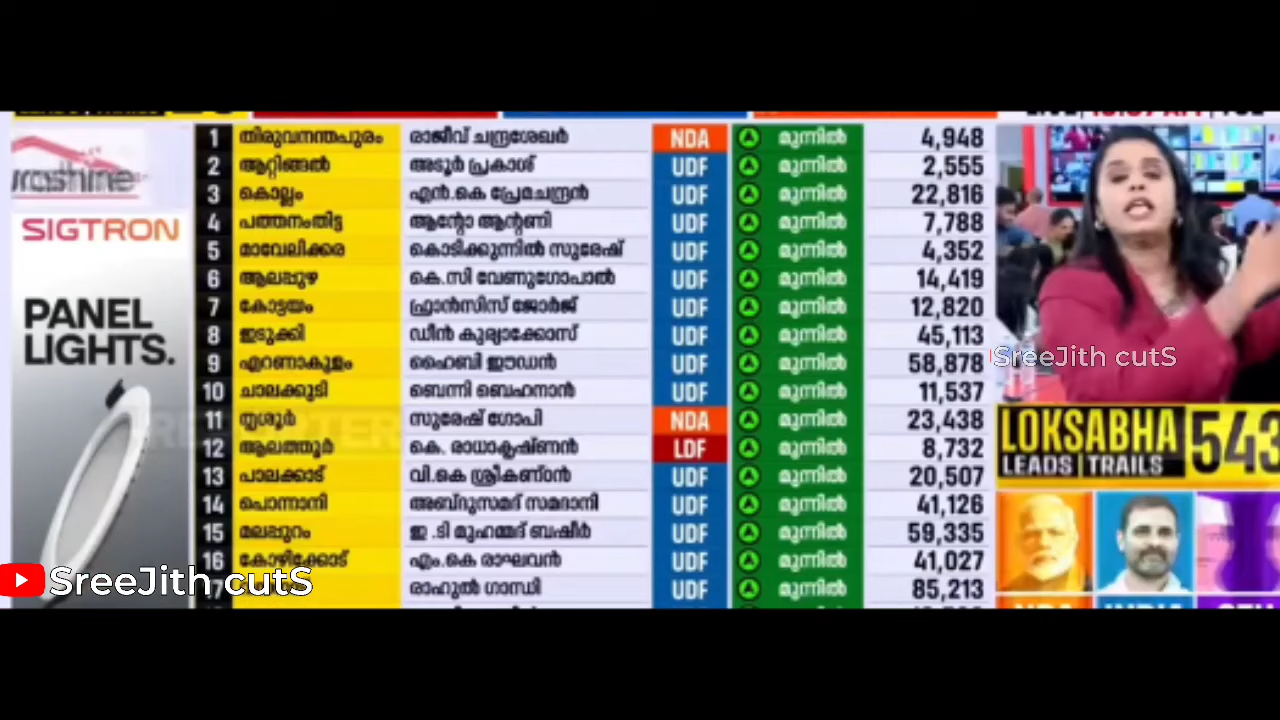 1 തിരുവനന്തപുരം രാജീവ് ചന്ദ്രശേഖർ NDA മുന്നിൽ 4,948
2 ആറ്റിങ്ങൽ അടൂർ പ്രകാശ് UDF മുന്നിൽ 2,555
3 കൊല്ലം എൻ.കെ പ്രേമചന്ദ്രൻ UDF മുന്നിൽ 22,816
4 പത്തനംതിട്ട ആന്റോ ആന്റണി UDF മുന്നിൽ 7,788
5 മാവേലിക്കര കൊടിക്കുന്നിൽ സുരേഷ് UDF മുന്നിൽ 4,352
6 ആലപ്പുഴ കെ.സി വേണുഗോപാൽ UDF മുന്നിൽ 14,419
7 കോട്ടയം ഫ്രാൻസിസ് ജോർജ് UDF മുന്നിൽ 12,820
8 ഇടുക്കി ഡീൻ കുര്യാക്കോസ് UDF മുന്നിൽ 45,113
9 എറണാകുളം ഹൈബി ഈഡൻ UDF മുന്നിൽ 58,878
10 ചാലക്കുടി ബെന്നി ബെഹനാൻ UDF മുന്നിൽ 11,537
11 തൃശൂർ സുരേഷ് ഗോപി NDA മുന്നിൽ 23,438
12 ആലത്തൂർ കെ. രാധാകൃഷ്ണൻ LDF മുന്നിൽ 8,732
13 പാലക്കാട് വി.കെ ശ്രീകണ്ഠൻ UDF മുന്നിൽ 20,507
14 പൊന്നാനി അബ്ദുസമദ് സമദാനി UDF മുന്നിൽ 41,126
15 മലപ്പുറം ഇ .ടി മുഹമ്മദ് ബഷീർ UDF മുന്നിൽ 59,335
16 കോഴിക്കോട് എം.കെ രാഘവൻ UDF മുന്നിൽ 41,027
രാഹുൽ ഗാന്ധി UDF മുന്നിൽ 85,213
SIGTRON
PANEL
LIGHTS.
SreeJith cutS
SreeJith cutS
LOKSABHA 543
LEADS | TRAILS